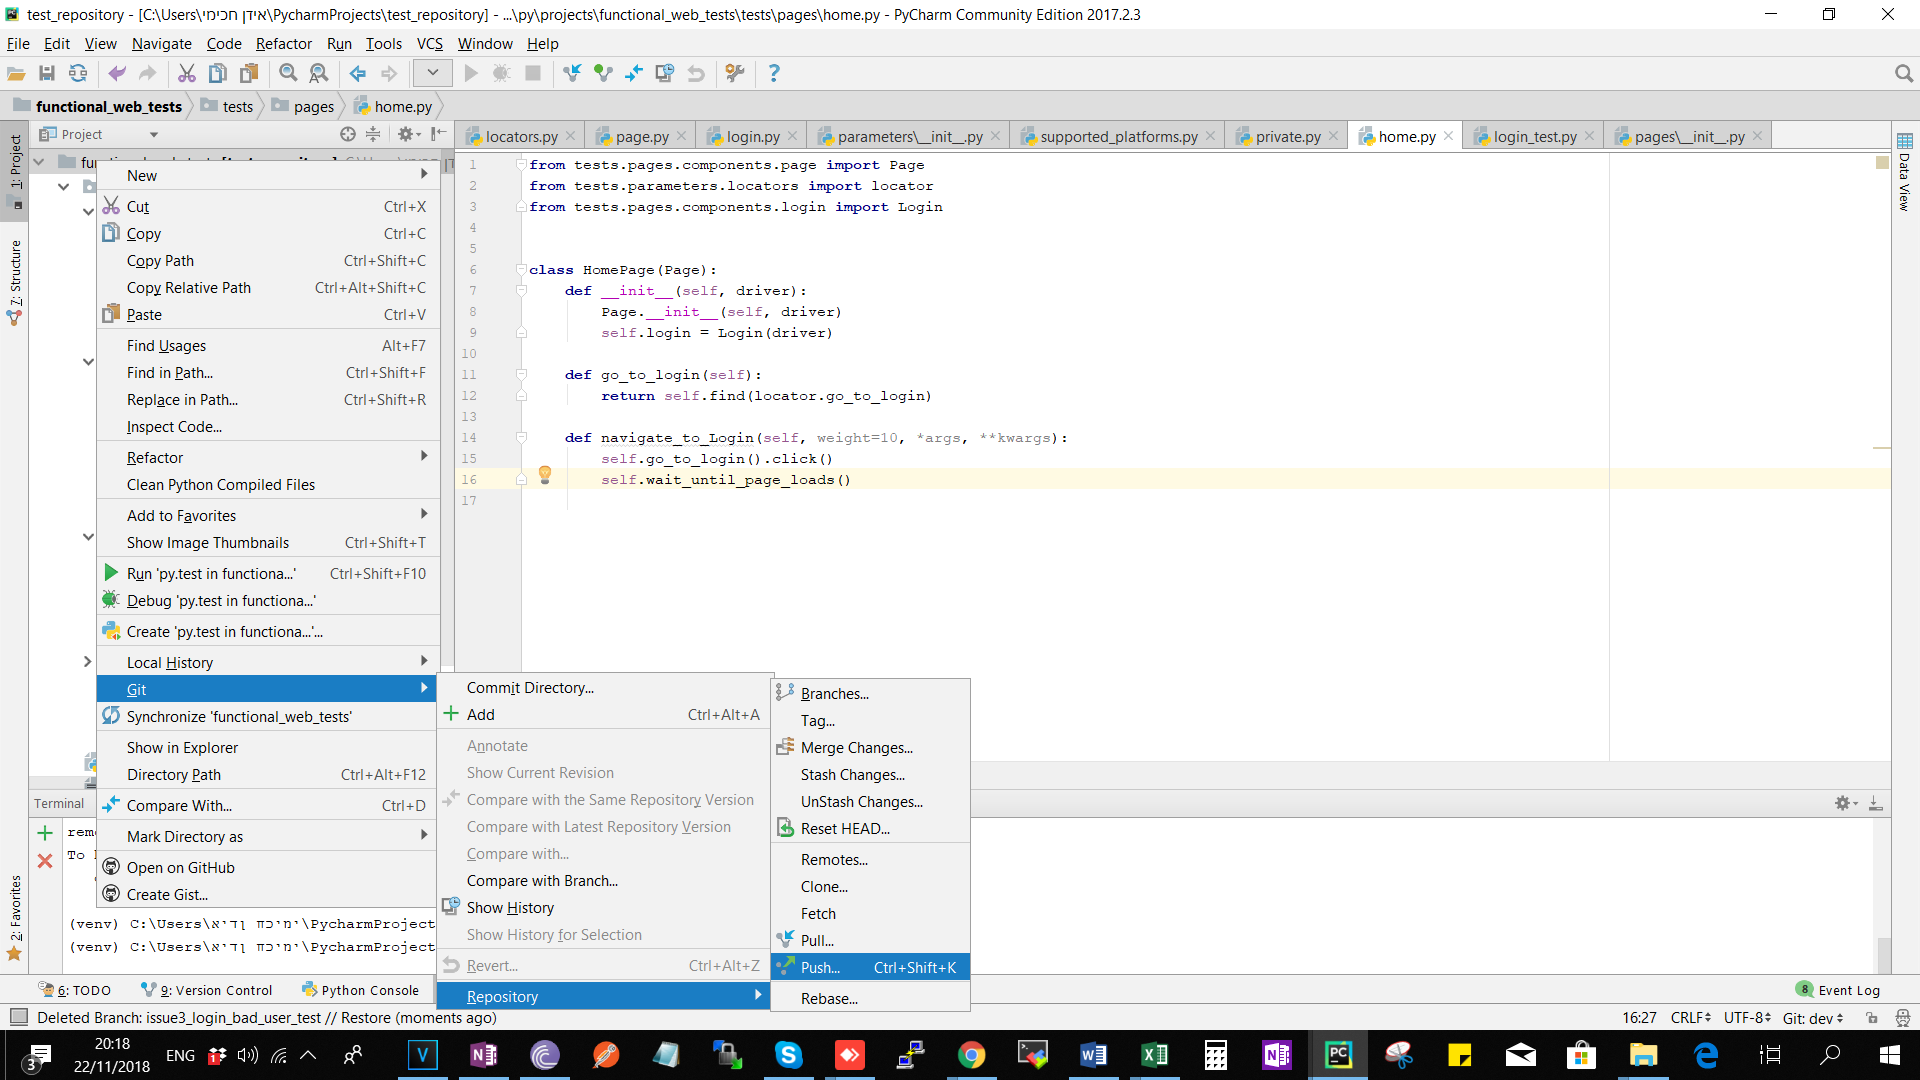 test_repository - [C:\Users\אידן חכימי\PycharmProjects\test_repository] - ...\py\projects\functional_web_tests\tests\pages\home.py - PyCharm Community Edition 2017.2.3
File Edit View Navigate Code Refactor Run Tools VCS Window Help
functional_web_tests tests pages home.py
1: Project
7: Structure
2: Favorites
Project
locators.py page.py login.py parameters\__init__.py supported_platforms.py private.py home.py login_test.py pages\__init__.py
Data View
New
Cut Ctrl+X
Copy Ctrl+C
Copy Path Ctrl+Shift+C
Copy Relative Path Ctrl+Alt+Shift+C
Paste Ctrl+V
Find Usages Alt+F7
Find in Path... Ctrl+Shift+F
Replace in Path... Ctrl+Shift+R
Inspect Code...
Refactor
Clean Python Compiled Files
Add to Favorites
Show Image Thumbnails Ctrl+Shift+T
Run 'py.test in functiona...' Ctrl+Shift+F10
Debug 'py.test in functiona...'
Create 'py.test in functiona...'...
Local History
Git
Synchronize 'functional_web_tests'
Show in Explorer
Directory Path Ctrl+Alt+F12
Compare With... Ctrl+D
Mark Directory as
Open on GitHub
Create Gist...
1 from tests.pages.components.page import Page
2 from tests.parameters.locators import locator
3 from tests.pages.components.login import Login
4
5
6 class HomePage(Page):
7 def __init__(self, driver):
8 Page.__init__(self, driver)
9 self.login = Login(driver)
10
11 def go_to_login(self):
12 return self.find(locator.go_to_login)
13
14 def navigate_to_Login(self, weight=10, *args, **kwargs):
15 self.go_to_login().click()
16 self.wait_until_page_loads()
17
Commit Directory...
Add Ctrl+Alt+A
Annotate
Show Current Revision
Compare with the Same Repository Version
Compare with Latest Repository Version
Compare with...
Compare with Branch...
Show History
Show History for Selection
Revert... Ctrl+Alt+Z
Repository
Branches...
Tag...
Merge Changes...
Stash Changes...
UnStash Changes...
Reset HEAD...
Remotes...
Clone...
Fetch
Pull...
Push... Ctrl+Shift+K
Rebase...
Terminal
rem
To
(venv) C:\Users\אידן חכימי\PycharmProject
(venv) C:\Users\אידן חכימי\PycharmProject
6: TODO 9: Version Control Python Console 8 Event Log
Deleted Branch: issue3_login_bad_user_test // Restore (moments ago) 16:27 CRLF UTF-8 Git: dev
3 20:18 ENG
22/11/2018